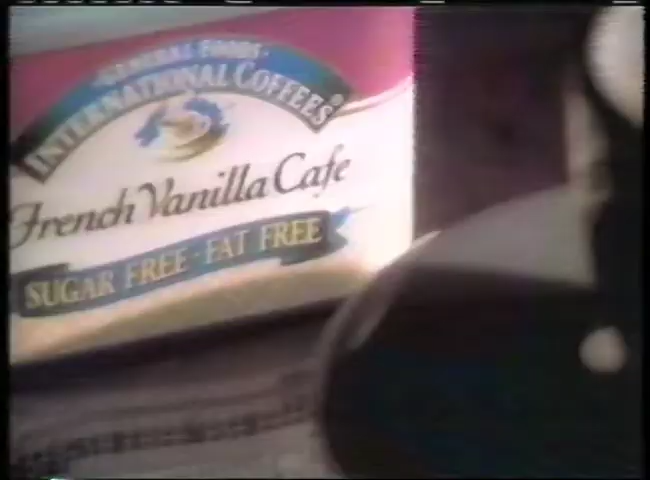 GENERAL FOODS
INTERNATIONAL COFFEES®
French Vanilla Cafe
SUGAR FREE · FAT FREE